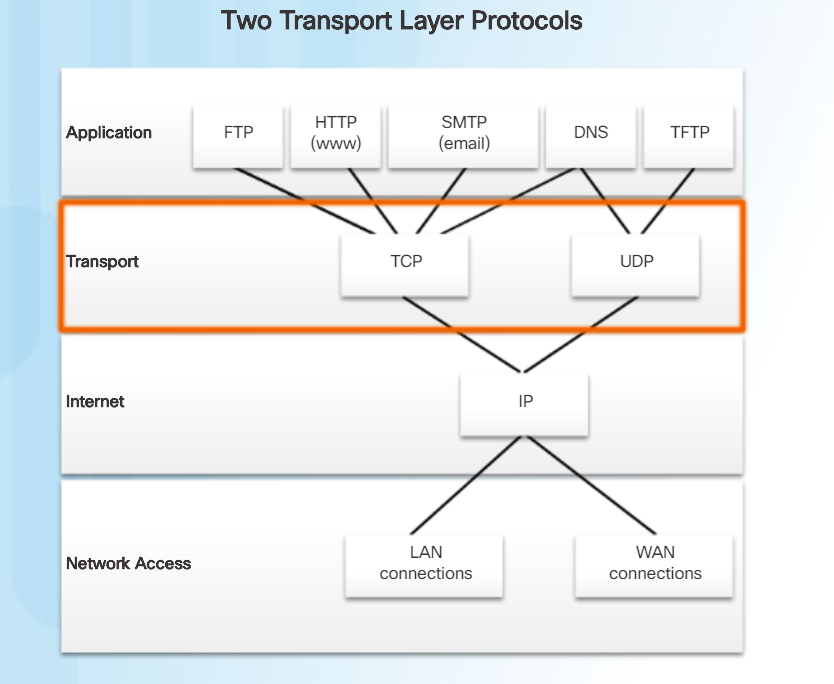 Two Transport Layer Protocols
Application
FTP
HTTP
(www)
SMTP
(email)
DNS
TFTP
Transport
TCP
UDP
Internet
IP
Network Access
LAN
connections
WAN
connections